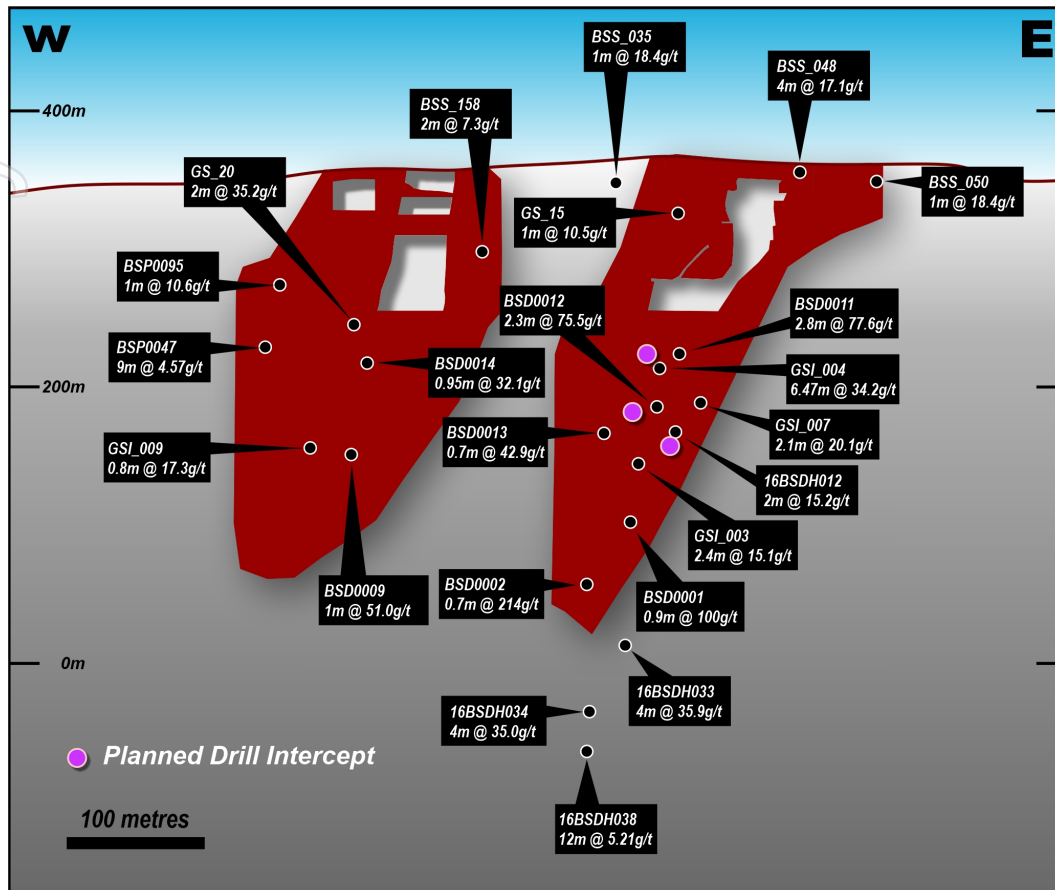 W
E
BSS_035
1m @ 18.4g/t
BSS_048
4m @ 17.1g/t
400m
BSS_158
2m @ 7.3g/t
GS_20
2m @ 35.2g/t
GS_15
1m @ 10.5g/t
BSS_050
1m @ 18.4g/t
BSP0095
1m @ 10.6g/t
BSD0012
2.3m @ 75.5g/t
BSD0011
2.8m @ 77.6g/t
BSP0047
9m @ 4.57g/t
BSD0014
0.95m @ 32.1g/t
GSI_004
6.47m @ 34.2g/t
200m
GSI_009
0.8m @ 17.3g/t
BSD0013
0.7m @ 42.9g/t
GSI_007
2.1m @ 20.1g/t
16BSDH012
2m @ 15.2g/t
GSI_003
2.4m @ 15.1g/t
BSD0009
1m @ 51.0g/t
BSD0002
0.7m @ 214g/t
BSD0001
0.9m @ 100g/t
0m
16BSDH033
4m @ 35.9g/t
16BSDH034
4m @ 35.0g/t
Planned Drill Intercept
100 metres
16BSDH038
12m @ 5.21g/t